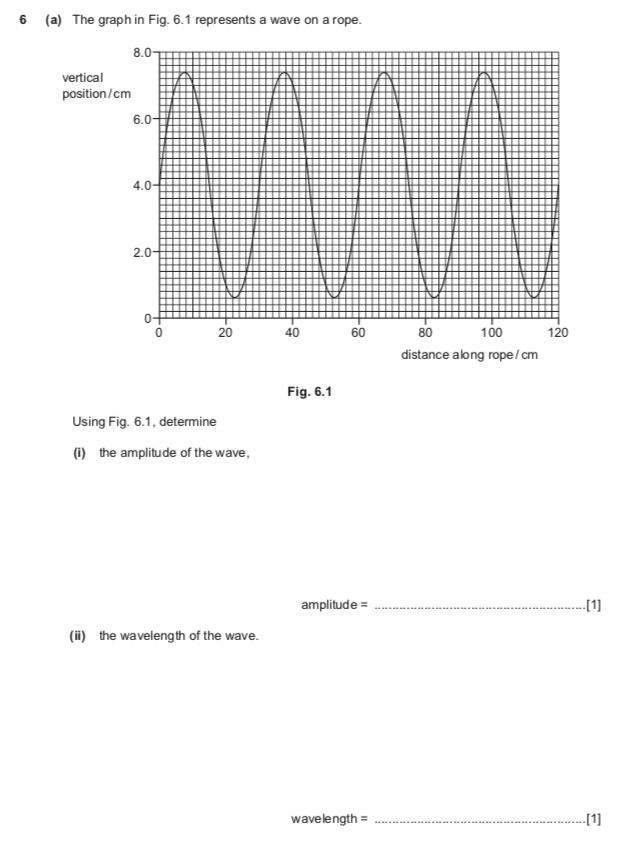 6 (a) The graph in Fig. 6.1 represents a wave on a rope.
8.0
vertical
position / cm
6.0
4.0
2.0
0
0 20 40 60 80 100 120
distance along rope / cm
Fig. 6.1
Using Fig. 6.1, determine
(i) the amplitude of the wave,
amplitude = ..........................................................[1]
(ii) the wavelength of the wave.
wavelength = ..........................................................[1]